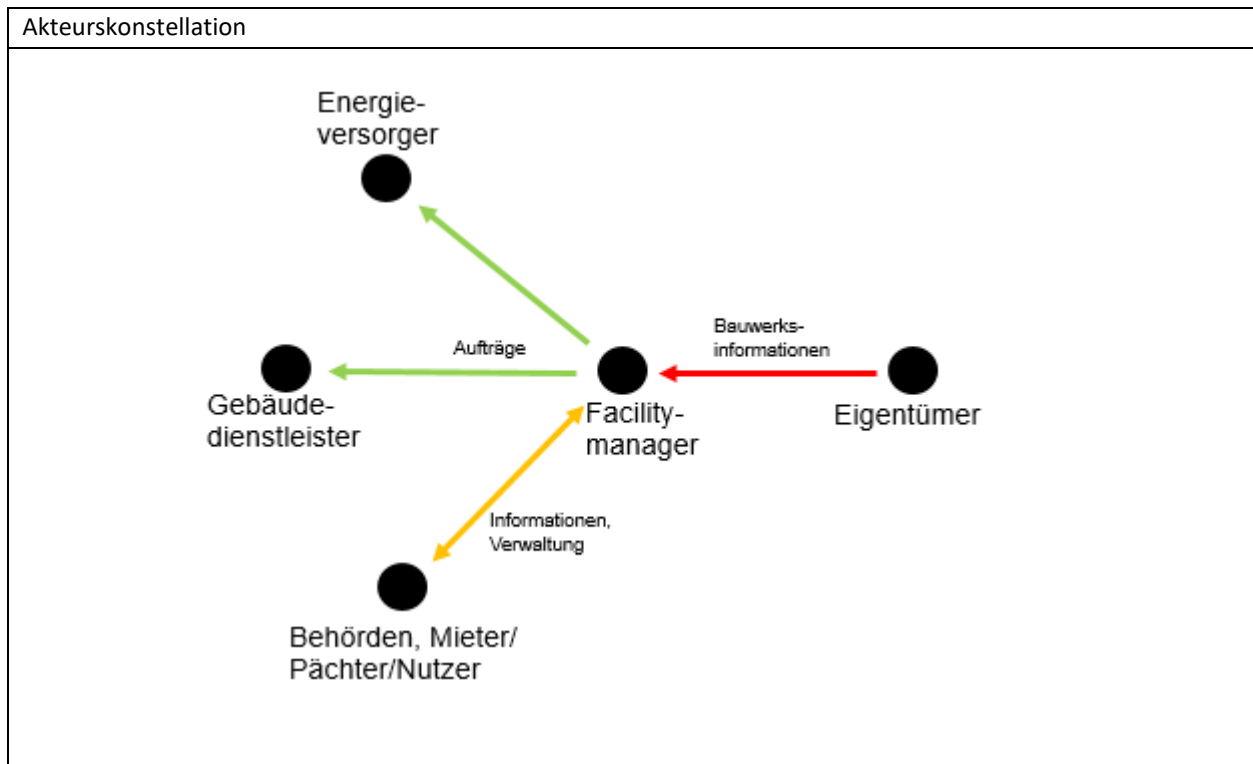 Akteurskonstellation
Energie-
versorger
Aufträge
Bauwerks-
informationen
Gebäude-
dienstleister
Facility-
manager
Eigentümer
Informationen,
Verwaltung
Behörden, Mieter/
Pächter/Nutzer